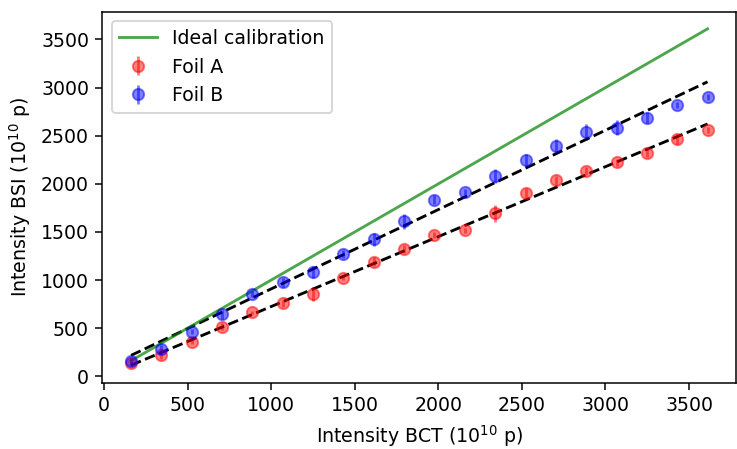 Ideal calibration
Foil A
Foil B
3500
3000
2500
2000
1500
1000
500
0
Intensity BSI (10¹⁰ p)
0 500 1000 1500 2000 2500 3000 3500
Intensity BCT (10¹⁰ p)